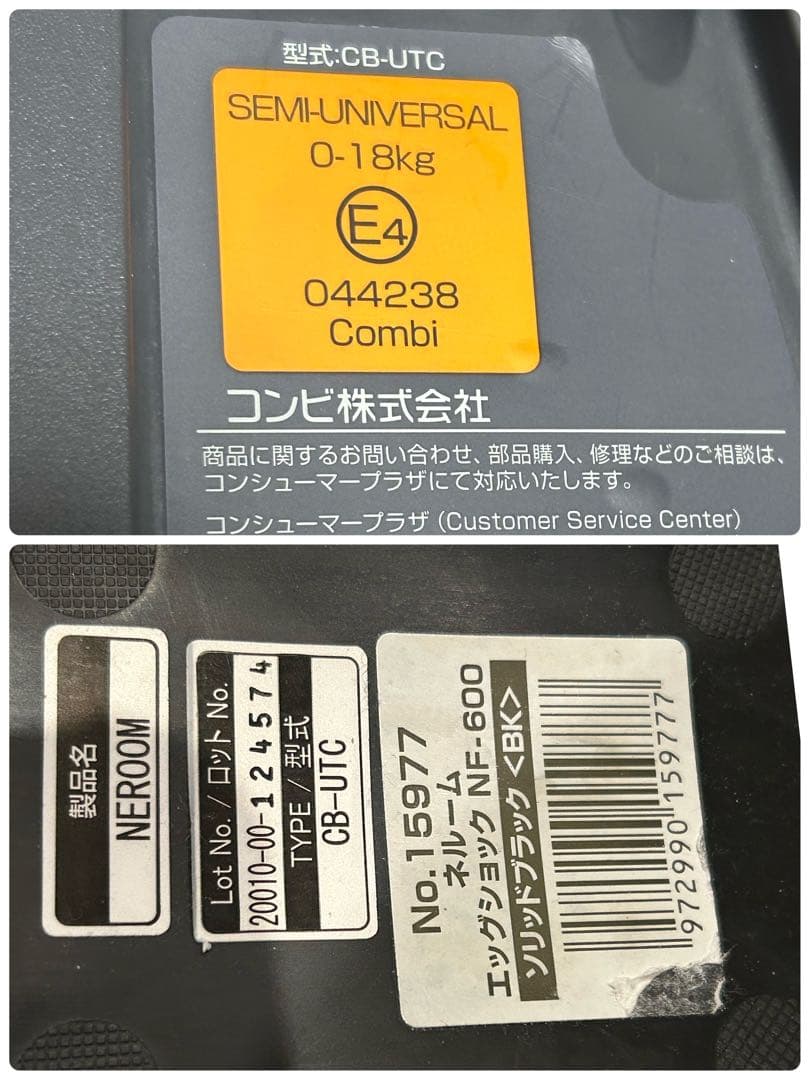 型式:CB-UTC
SEMI-UNIVERSAL
0-18kg
E4
044238
Combi
コンビ株式会社
商品に関するお問い合わせ、部品購入、修理などのご相談は、
コンシューマープラザにて対応いたします。
コンシューマープラザ (Customer Service Center)
製品名
NEROOM
Lot No. / ロット No.
20010-00-124574
TYPE / 型式
CB-UTC
No.15977
ネルーム
エッグショック NF-600
ソリッドブラック <BK>
972990 159777